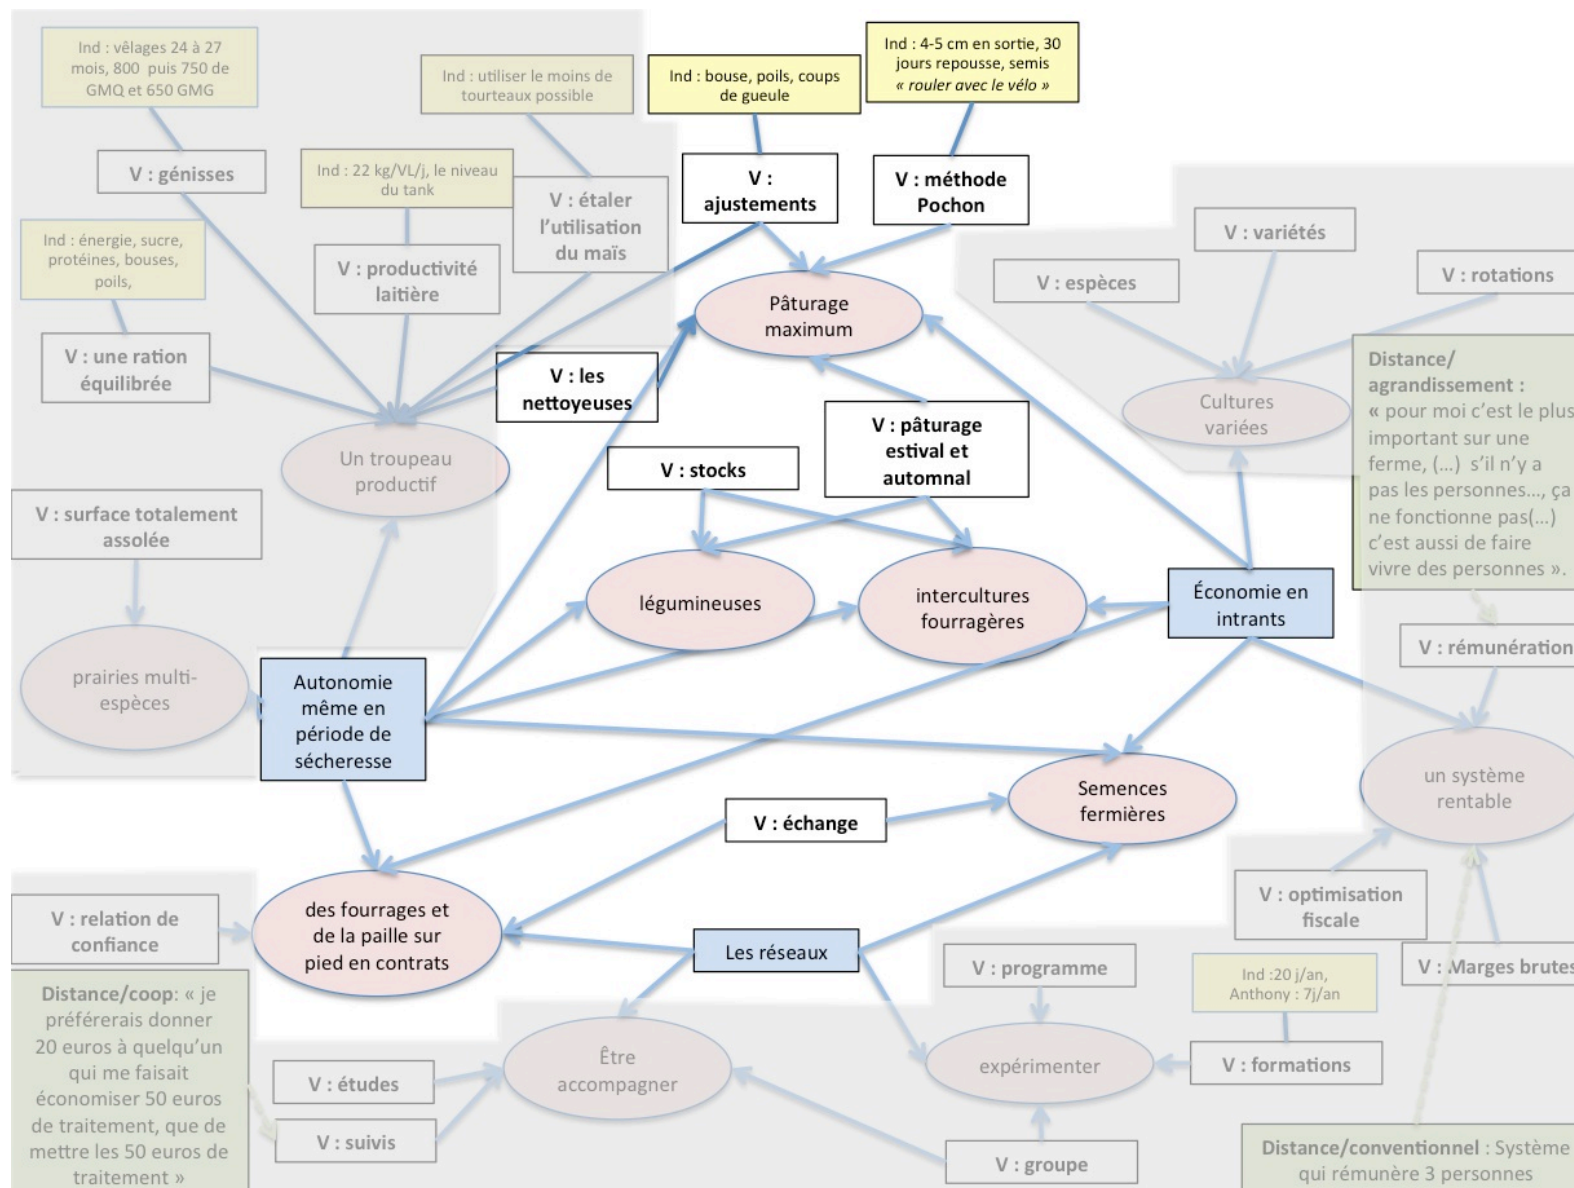 Ind : vêlages 24 à 27
mois, 800  puis 750 de
GMQ et 650 GMG
Ind : utiliser le moins de
tourteaux possible
Ind : bouse, poils, coups
de gueule
Ind : 4-5 cm en sortie, 30
jours repousse, semis
« rouler avec le vélo »
V : génisses
Ind : 22 kg/VL/j, le niveau
du tank
V : étaler
l’utilisation
du maïs
V :
ajustements
V : méthode
Pochon
V : variétés
V : espèces
V : rotations
Ind : énergie, sucre,
protéines, bouses,
poils,
V : productivité
laitière
Pâturage
maximum
V : une ration
équilibrée
V : les
nettoyeuses
Cultures
variées
Distance/
agrandissement :
« pour moi c’est le plus
important sur une
ferme, (…)  s’il n’y a
pas les personnes…, ça
ne fonctionne pas(…)
c’est aussi de faire
vivre des personnes ».
Un troupeau
productif
V : stocks
V : pâturage
estival et
automnal
V : surface totalement
assolée
légumineuses
intercultures
fourragères
Économie en
intrants
V : rémunération
prairies multi-
espèces
Autonomie
même en
période de
sécheresse
Semences
fermières
un système
rentable
V : échange
V : relation de
confiance
des fourrages et
de la paille sur
pied en contrats
Les réseaux
V : optimisation
fiscale
V : programme
Ind :20 j/an,
Anthony : 7j/an
V : Marges brutes
Distance/coop: « je
préférerais donner
20 euros à quelqu’un
qui me faisait
économiser 50 euros
de traitement, que de
mettre les 50 euros de
traitement »
V : études
V : suivis
Être
accompagner
expérimenter
V : formations
V : groupe
Distance/conventionnel : Système
qui rémunère 3 personnes